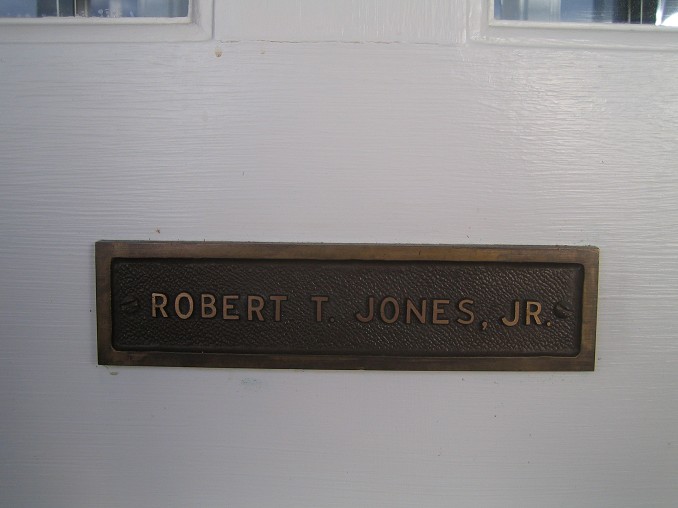 ROBERT T. JONES, JR.